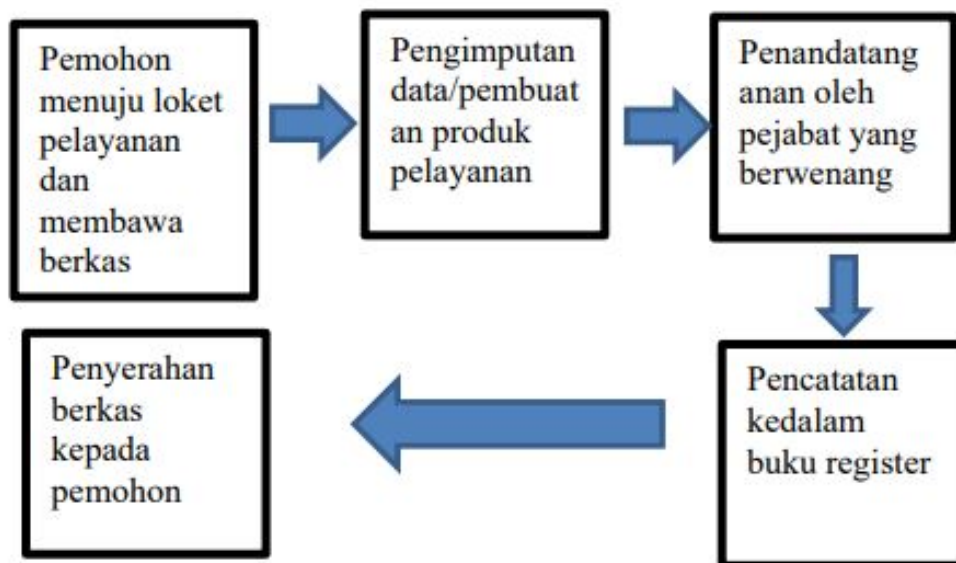 Pemohon
menuju loket
pelayanan
dan
membawa
berkas
Pengimputan
data/pembuat
an produk
pelayanan
Penandatang
anan oleh
pejabat yang
berwenang
Pencatatan
kedalam
buku register
Penyerahan
berkas
kepada
pemohon